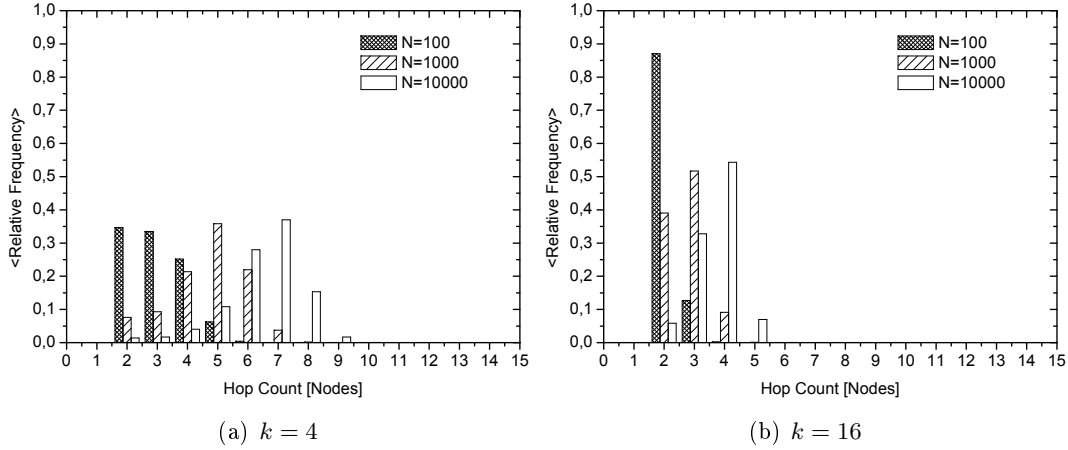 1,0
0,9
0,8
0,7
0,6
0,5
0,4
0,3
0,2
0,1
0,0
<Relative Frequency>
N=100
N=1000
N=10000
0 1 2 3 4 5 6 7 8 9 10 11 12 13 14 15
Hop Count [Nodes]
(a) k = 4
1,0
0,9
0,8
0,7
0,6
0,5
0,4
0,3
0,2
0,1
0,0
<Relative Frequency>
N=100
N=1000
N=10000
0 1 2 3 4 5 6 7 8 9 10 11 12 13 14 15
Hop Count [Nodes]
(b) k = 16